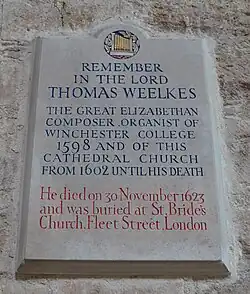 REMEMBER
IN THE LORD
THOMAS WEELKES
THE GREAT ELIZABETHAN
COMPOSER ORGANIST OF
WINCHESTER COLLEGE
1598 AND OF THIS
CATHEDRAL CHURCH
FROM 1602 UNTIL HIS DEATH
He died on 30 November 1623
and was buried at St. Bride's
Church, Fleet Street, London